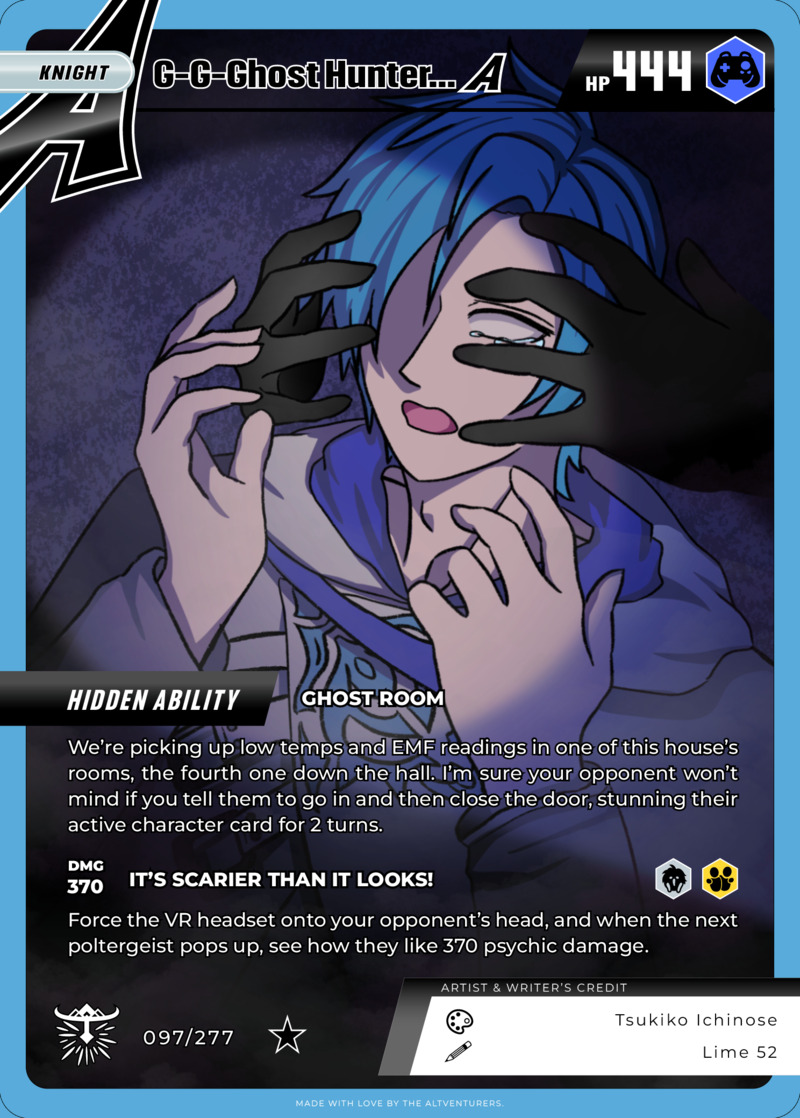 KNIGHT
G-G-Ghost Hunter... A
HP 444
HIDDEN ABILITY
GHOST ROOM
We're picking up low temps and EMF readings in one of this house's
rooms, the fourth one down the hall. I'm sure your opponent won't
mind if you tell them to go in and then close the door, stunning their
active character card for 2 turns.
DMG
370
IT'S SCARIER THAN IT LOOKS!
Force the VR headset onto your opponent's head, and when the next
poltergeist pops up, see how they like 370 psychic damage.
ARTIST & WRITER'S CREDIT
097/277
Tsukiko Ichinose
Lime 52
MADE WITH LOVE BY THE ALTVENTURERS.